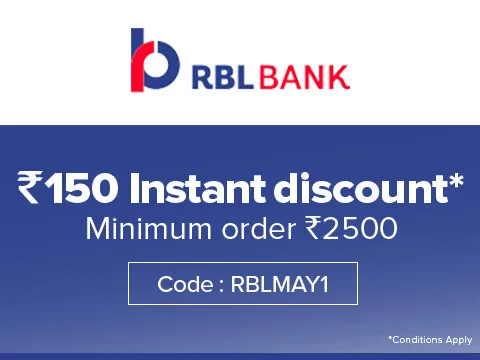 RBL BANK
₹150 Instant discount*
Minimum order ₹2500
Code : RBLMAY1
*Conditions Apply